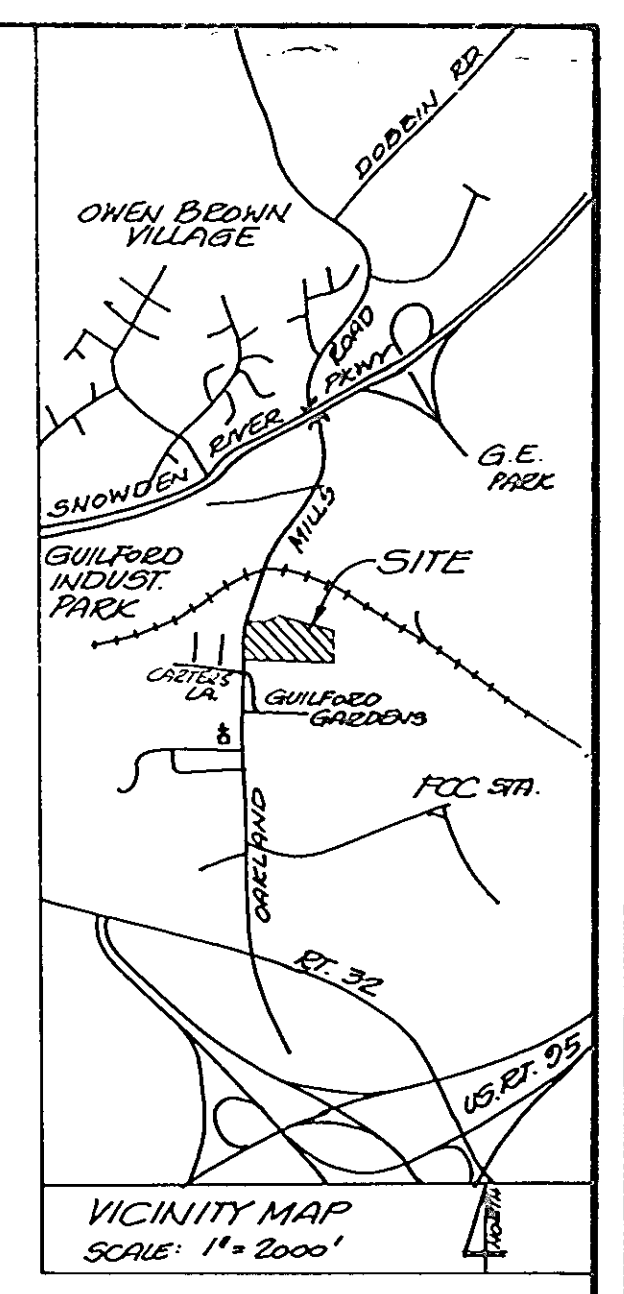 DOBBIN RD.
OWEN BROWN
VILLAGE
ROAD
SNOWDEN RIVER PKWY
G.E.
PARK
MILLS
GUILFORD
INDUST.
PARK
SITE
CARTERS
LA.
GUILFORD
GARDENS
FCC STA.
OAKLAND
RT. 32
US. RT. 95
VICINITY MAP
SCALE: 1" = 2000'
NORTH